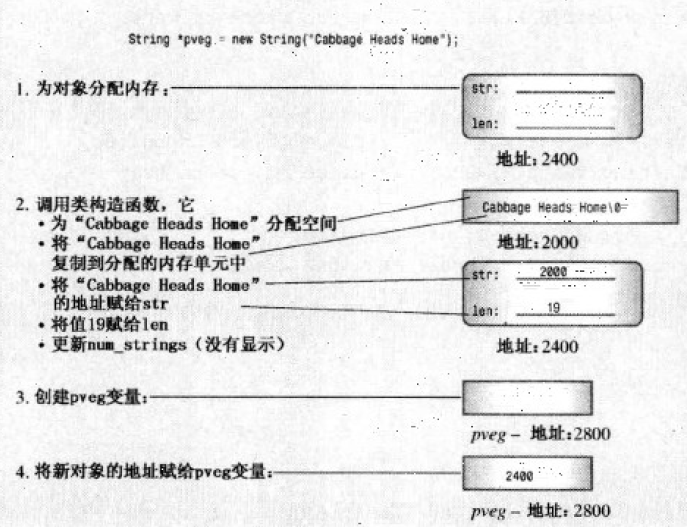 String *pveg = new String("Cabbage Heads Home");
1. 为对象分配内存：
str:
len:
地址：2400
2. 调用类构造函数，它
• 为“Cabbage Heads Home”分配空间
• 将“Cabbage Heads Home”
复制到分配的内存单元中
• 将“Cabbage Heads Home”
的地址赋给str
• 将值19赋给len
• 更新num_strings（没有显示）
Cabbage Heads Home\0
地址：2000
str: 2000
len: 19
地址：2400
3. 创建pveg变量：
pveg – 地址：2800
4. 将新对象的地址赋给pveg变量：
2400
pveg – 地址：2800